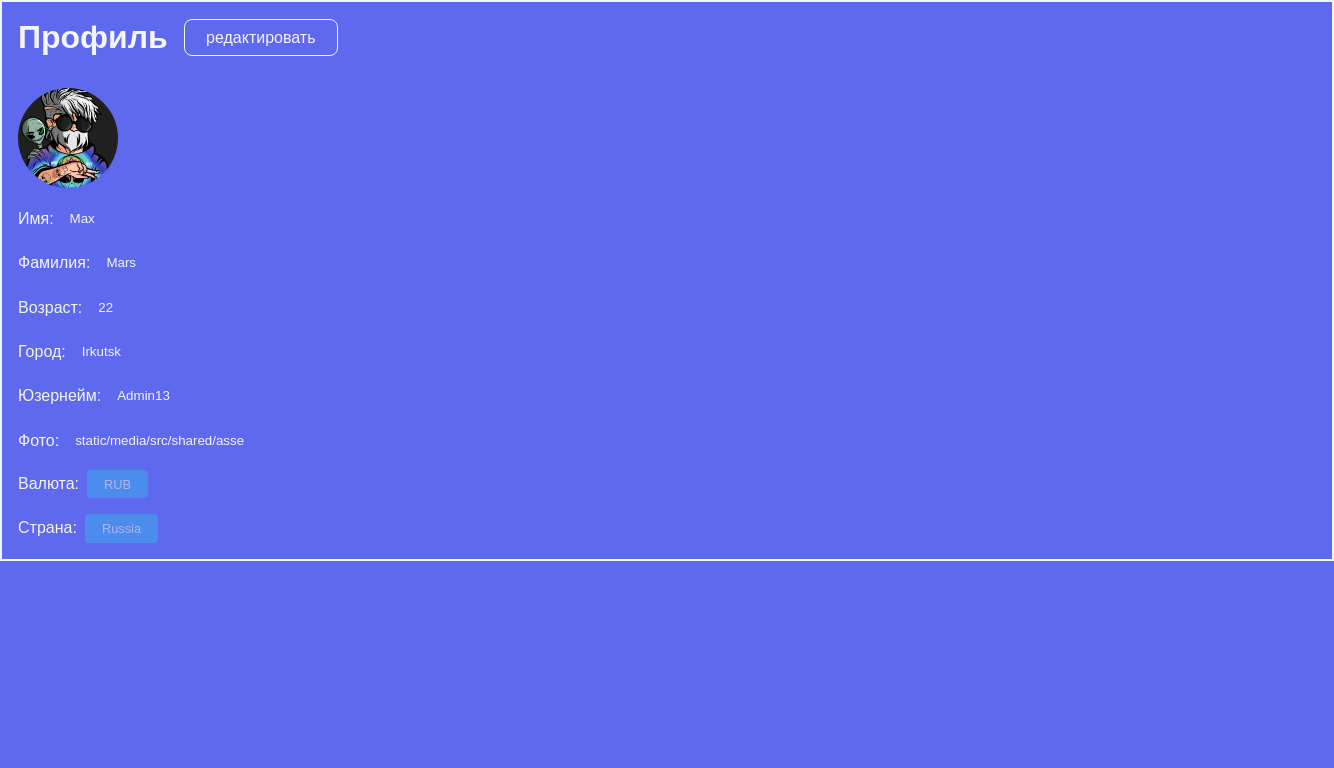 Профиль редактировать
Имя: Max
Фамилия: Mars
Возраст: 22
Город: Irkutsk
Юзернейм: Admin13
Фото: static/media/src/shared/asse
Валюта: RUB
Страна: Russia